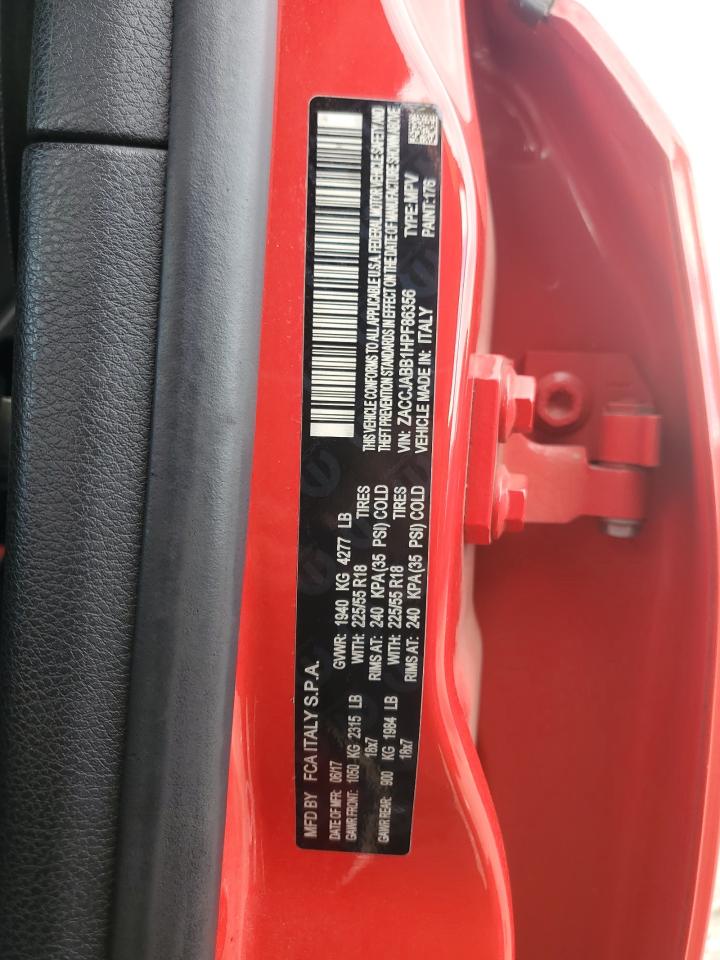 MFD BY FCA ITALY S.P.A.
DATE OF MFR: 06/17 GVWR: 1940 KG 4277 LB
GAWR FRONT: 1050 KG 2315 LB WITH: 225/55 R18 TIRES
18x7 RIMS AT: 240 KPA(35 PSI) COLD
GAWR REAR: 900 KG 1984 LB WITH: 225/55 R18 TIRES
18x7 RIMS AT: 240 KPA(35 PSI) COLD
THIS VEHICLE CONFORMS TO ALL APPLICABLE U.S.A. FEDERAL MOTOR VEHICLE SAFETY AND
THEFT PREVENTION STANDARDS IN EFFECT ON THE DATE OF MANUFACTURE SHOWN ABOVE
VIN: ZACCJABB1HPF86356 TYPE:MPV
VEHICLE MADE IN: ITALY PAINT:176